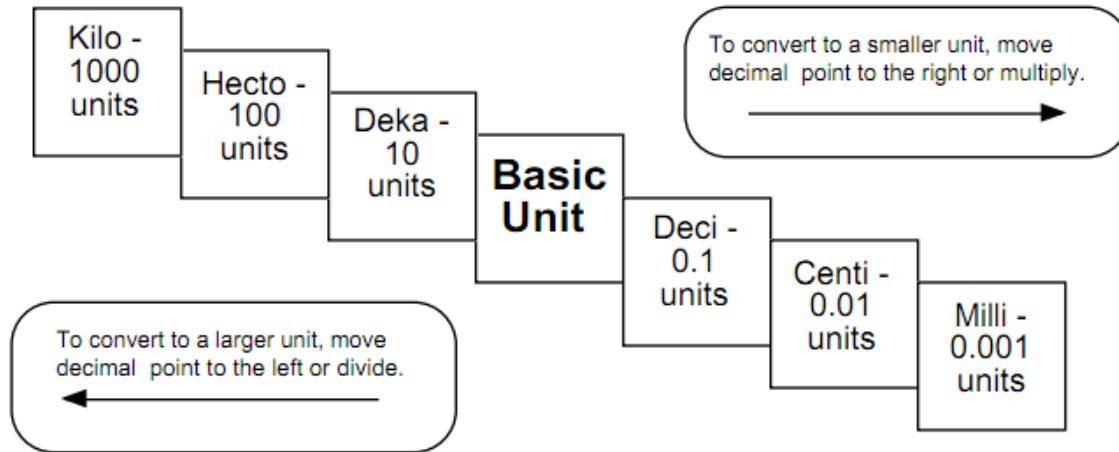 Kilo -
1000
units
Hecto -
100
units
Deka -
10
units
Basic
Unit
Deci -
0.1
units
Centi -
0.01
units
Milli -
0.001
units
To convert to a smaller unit, move
decimal point to the right or multiply.
To convert to a larger unit, move
decimal point to the left or divide.